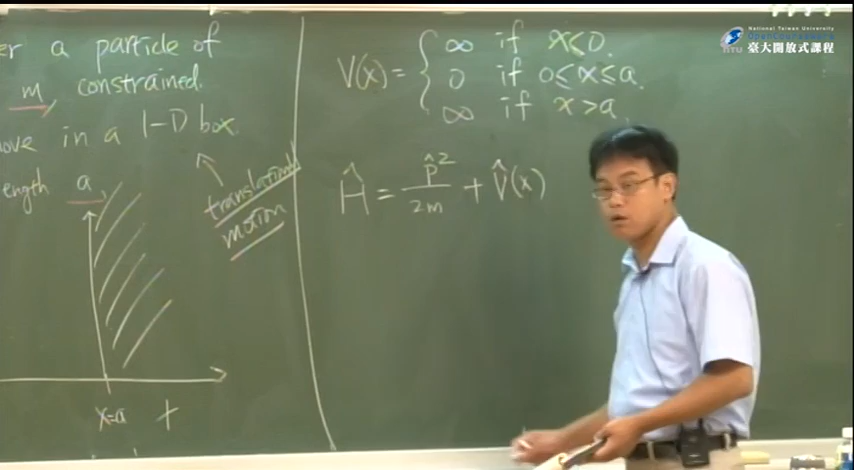 er a particle of
m, constrained.
ove in a 1-D box
ength a,
translational
motion
x=a +
V(x) = { ∞ if x≤0.
0 if 0≤x≤a.
∞ if x>a.
Ĥ = p̂²/2m + V̂(x)
National Taiwan University
OpenCourseWare
NTU 臺大開放式課程